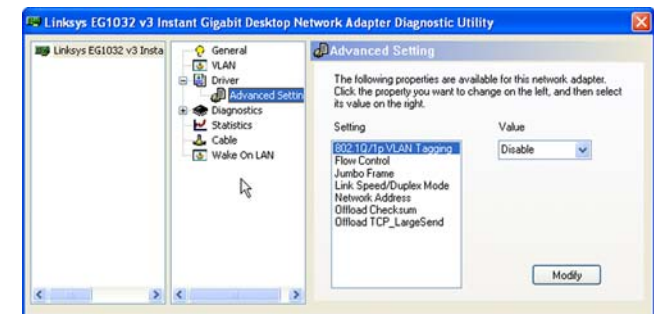 Linksys EG1032 v3 Instant Gigabit Desktop Network Adapter Diagnostic Utility
Linksys EG1032 v3 Insta
General
VLAN
Driver
Advanced Settin
Diagnostics
Statistics
Cable
Wake On LAN
Advanced Setting
The following properties are available for this network adapter.
Click the property you want to change on the left, and then select
its value on the right.
Setting
Value
802.1Q/1p VLAN Tagging
Disable
Flow Control
Jumbo Frame
Link Speed/Duplex Mode
Network Address
Offload Checksum
Offload TCP_LargeSend
Modify